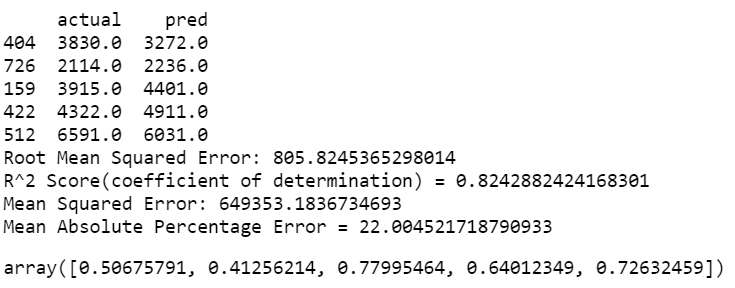 actual pred
404 3830.0 3272.0
726 2114.0 2236.0
159 3915.0 4401.0
422 4322.0 4911.0
512 6591.0 6031.0
Root Mean Squared Error: 805.8245365298014
R^2 Score(coefficient of determination) = 0.8242882424168301
Mean Squared Error: 649353.1836734693
Mean Absolute Percentage Error = 22.004521718790933
array([0.50675791, 0.41256214, 0.77995464, 0.64012349, 0.72632459])